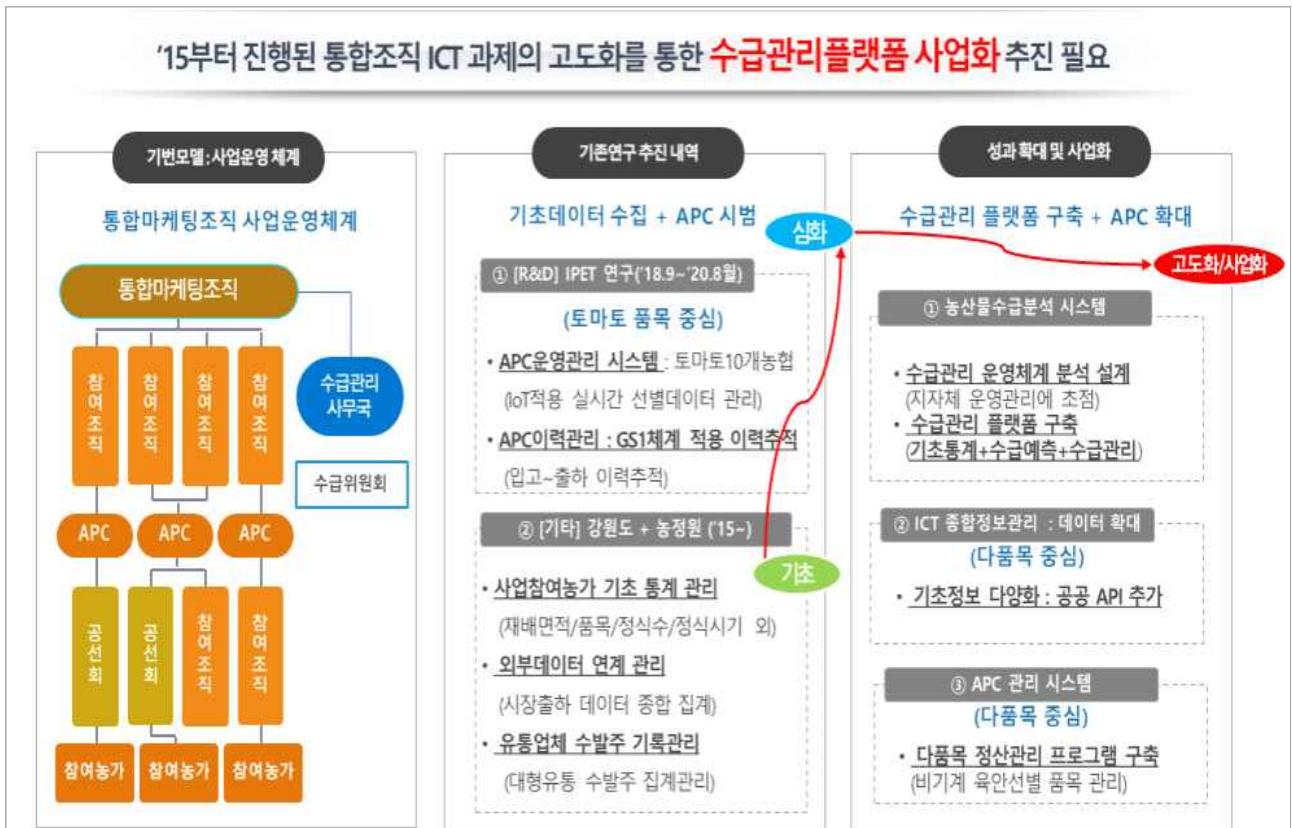 '15부터 진행된 통합조직 ICT 과제의 고도화를 통한 수급관리플랫폼 사업화 추진 필요
기번모델 : 사업운영 체계
통합마케팅조직 사업운영체계
통합마케팅조직
참여조직
참여조직
참여조직
참여조직
수급관리
사무국
수급위원회
APC
APC
APC
공선회
공선회
참여조직
참여조직
참여농가
참여농가
참여농가
기존연구 추진 내역
기초데이터 수집 + APC 시범
심화
① [R&D] IPET 연구('18.9~'20.8월)
(토마토 품목 중심)
• APC운영관리 시스템 : 토마토10개농협
(IoT적용 실시간 선별데이터 관리)
• APC이력관리 : GS1체계 적용 이력추적
(입고~출하 이력추적)
② [기타] 강원도 + 농정원 ('15~)
기초
• 사업참여농가 기초 통계 관리
(재배면적/품목/정식수/정식시기 외)
• 외부데이터 연계 관리
(시장출하 데이터 종합 집계)
• 유통업체 수발주 기록관리
(대형유통 수발주 집계관리)
성과 확대 및 사업화
수급관리 플랫폼 구축 + APC 확대
고도화/사업화
① 농산물수급분석 시스템
• 수급관리 운영체계 분석 설계
(지자체 운영관리에 초점)
• 수급관리 플랫폼 구축
(기초통계+수급예측+수급관리)
② ICT 종합정보관리 : 데이터 확대
(다품목 중심)
• 기초정보 다양화 : 공공 API 추가
③ APC 관리 시스템
(다품목 중심)
• 다품목 정산관리 프로그램 구축
(비기계 육안선별 품목 관리)